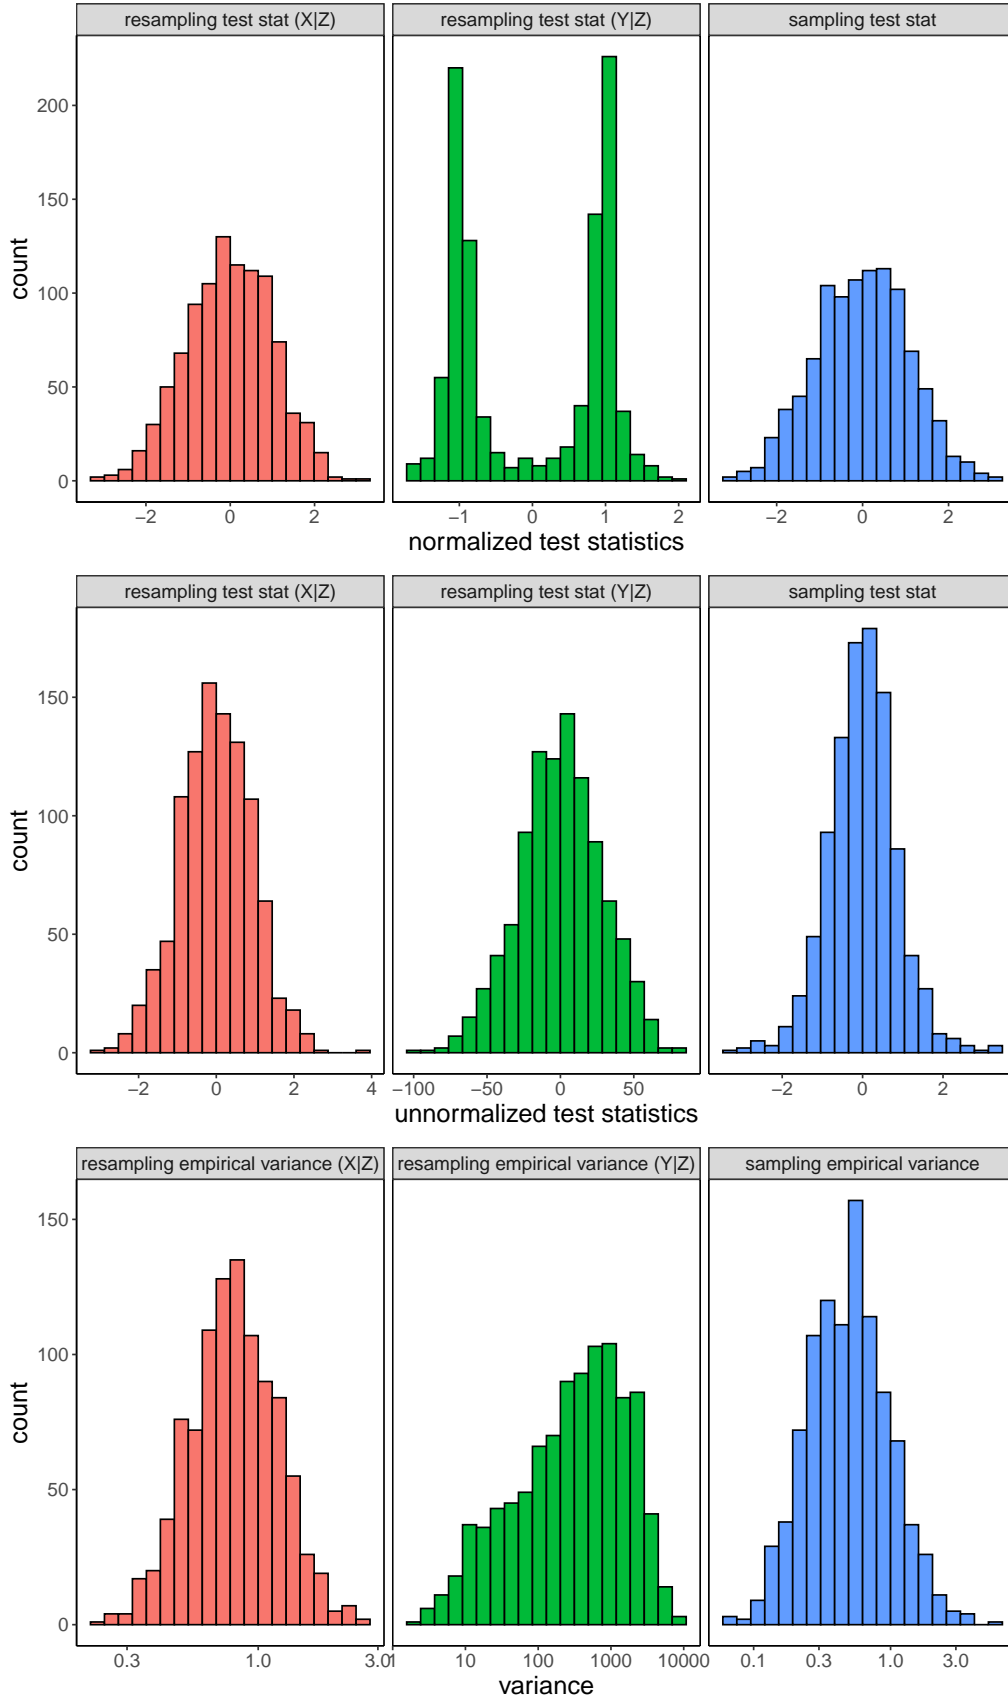 resampling test stat (X|Z) resampling test stat (Y|Z) sampling test stat
count
200
150
100
50
0
−2 0 2 −1 0 1 2 −2 0 2
normalized test statistics
resampling test stat (X|Z) resampling test stat (Y|Z) sampling test stat
count
150
100
50
0
−2 0 2 4 −100 −50 0 50 −2 0 2
unnormalized test statistics
resampling empirical variance (X|Z) resampling empirical variance (Y|Z) sampling empirical variance
count
150
100
50
0
0.3 1.0 3.0 1 10 100 1000 10000 0.1 0.3 1.0 3.0
variance